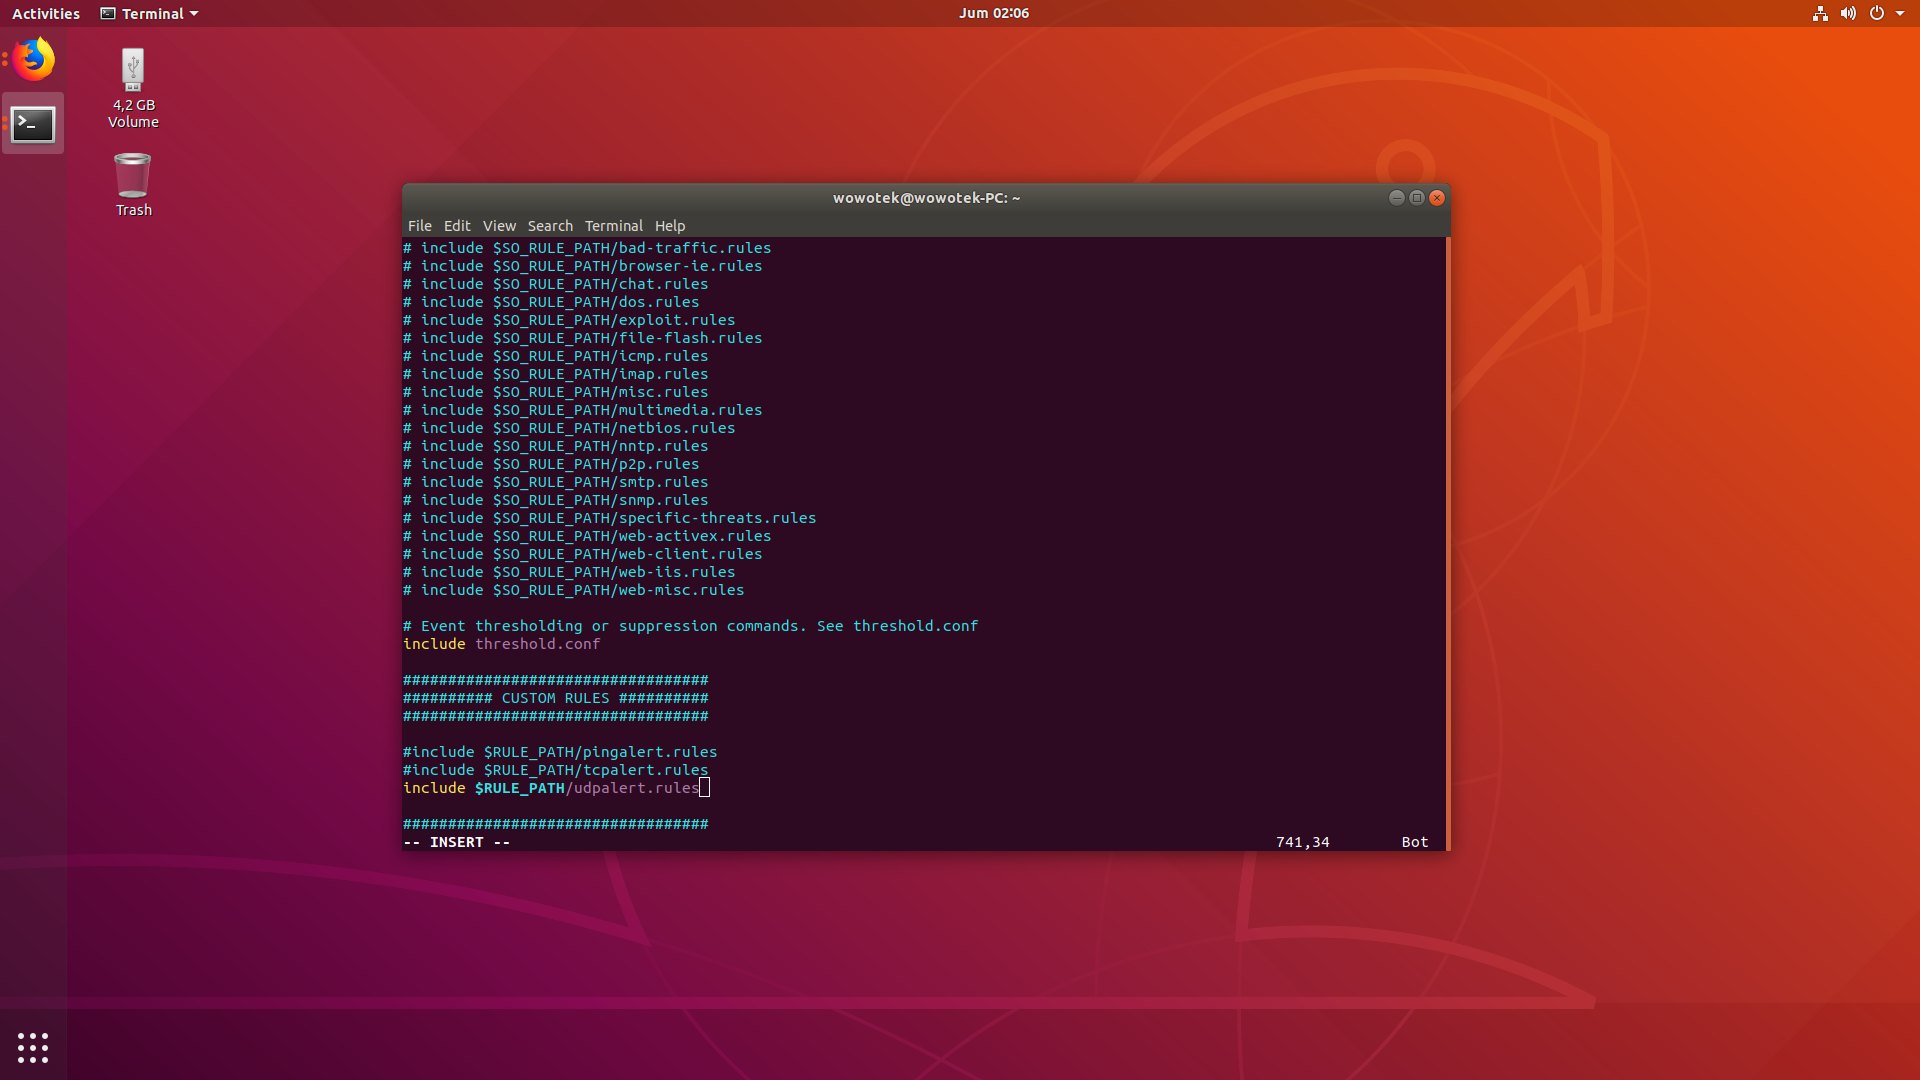 Activities Terminal Jum 02:06
4,2 GB
Volume
Trash
wowotek@wowotek-PC: ~
File Edit View Search Terminal Help
# include $SO_RULE_PATH/bad-traffic.rules
# include $SO_RULE_PATH/browser-ie.rules
# include $SO_RULE_PATH/chat.rules
# include $SO_RULE_PATH/dos.rules
# include $SO_RULE_PATH/exploit.rules
# include $SO_RULE_PATH/file-flash.rules
# include $SO_RULE_PATH/icmp.rules
# include $SO_RULE_PATH/imap.rules
# include $SO_RULE_PATH/misc.rules
# include $SO_RULE_PATH/multimedia.rules
# include $SO_RULE_PATH/netbios.rules
# include $SO_RULE_PATH/nntp.rules
# include $SO_RULE_PATH/p2p.rules
# include $SO_RULE_PATH/smtp.rules
# include $SO_RULE_PATH/snmp.rules
# include $SO_RULE_PATH/specific-threats.rules
# include $SO_RULE_PATH/web-activex.rules
# include $SO_RULE_PATH/web-client.rules
# include $SO_RULE_PATH/web-iis.rules
# include $SO_RULE_PATH/web-misc.rules
# Event thresholding or suppression commands. See threshold.conf
include threshold.conf
##################################
########## CUSTOM RULES ##########
##################################
#include $RULE_PATH/pingalert.rules
#include $RULE_PATH/tcpalert.rules
include $RULE_PATH/udpalert.rules
##################################
-- INSERT -- 741,34 Bot